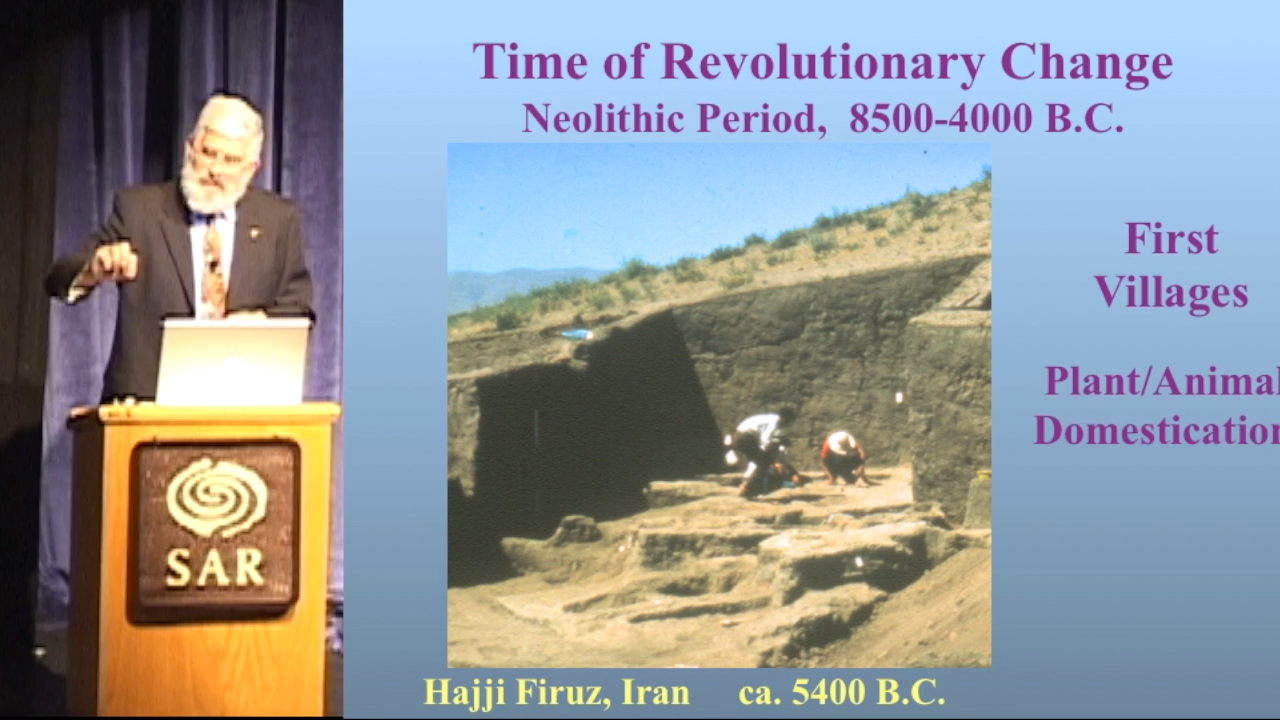 Time of Revolutionary Change
Neolithic Period, 8500-4000 B.C.
First
Villages
Plant/Animal
Domestication
Hajji Firuz, Iran ca. 5400 B.C.
SAR